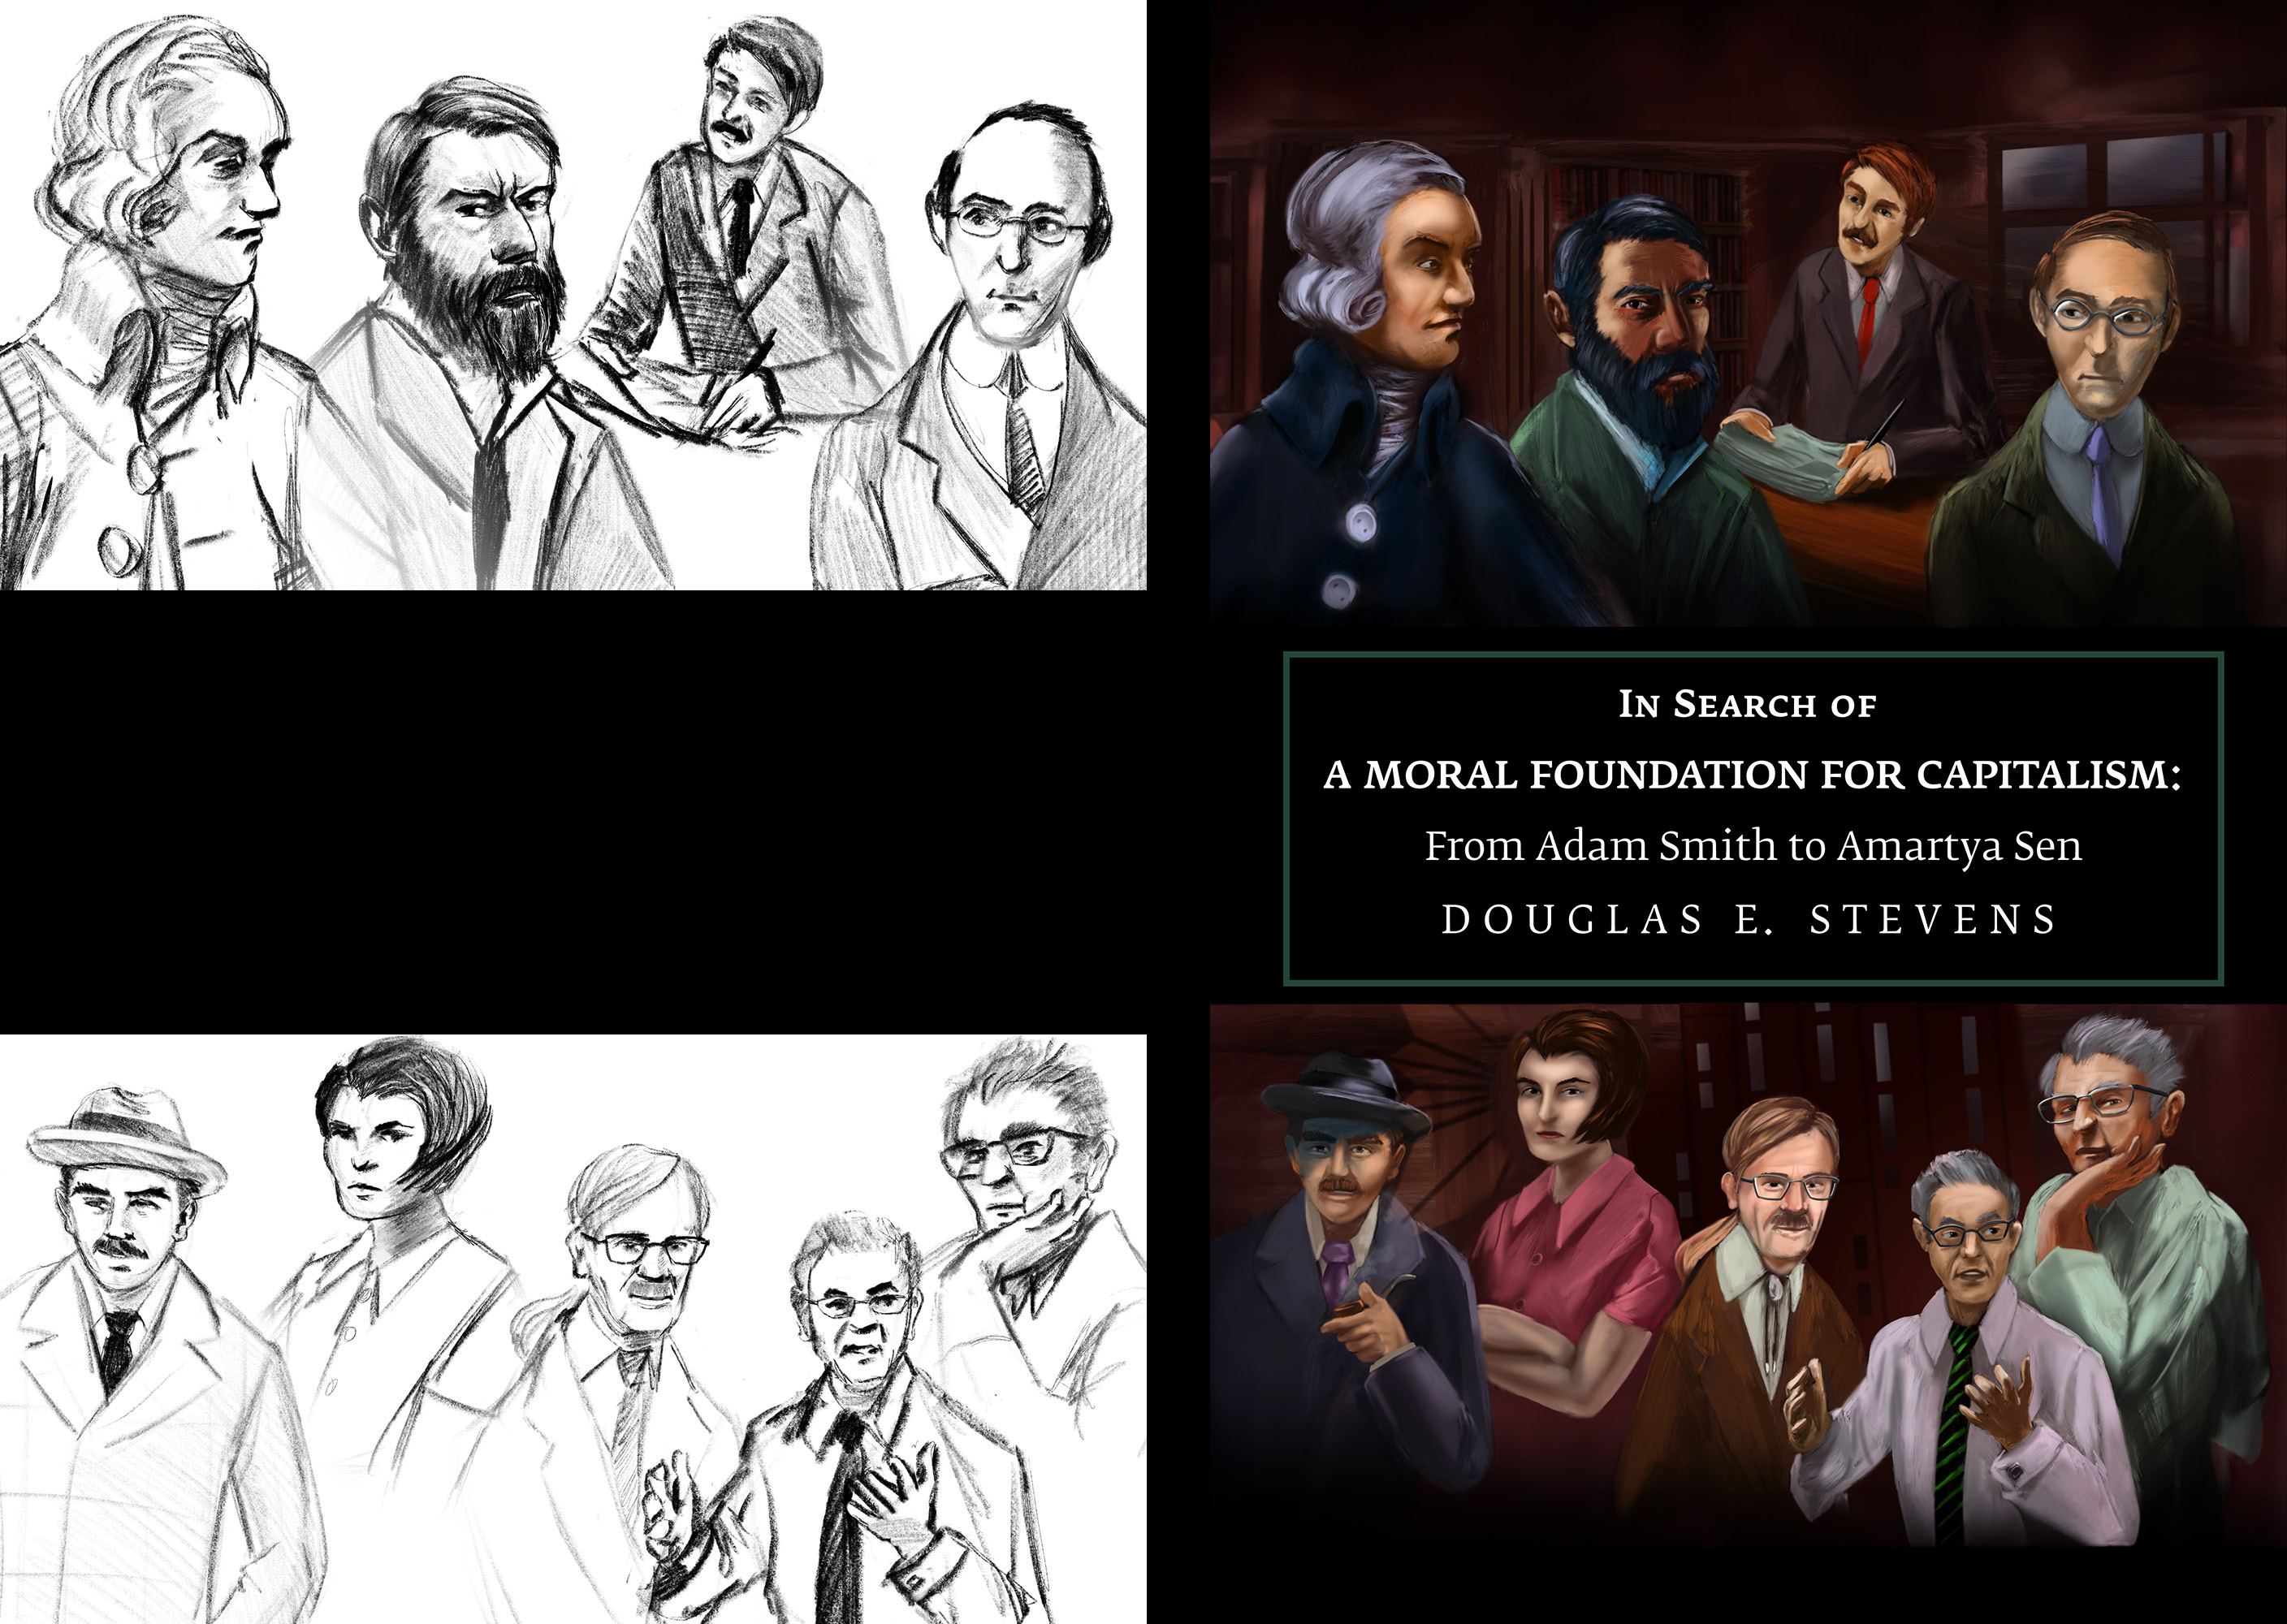 In Search of
A MORAL FOUNDATION FOR CAPITALISM:
From Adam Smith to Amartya Sen
DOUGLAS E. STEVENS